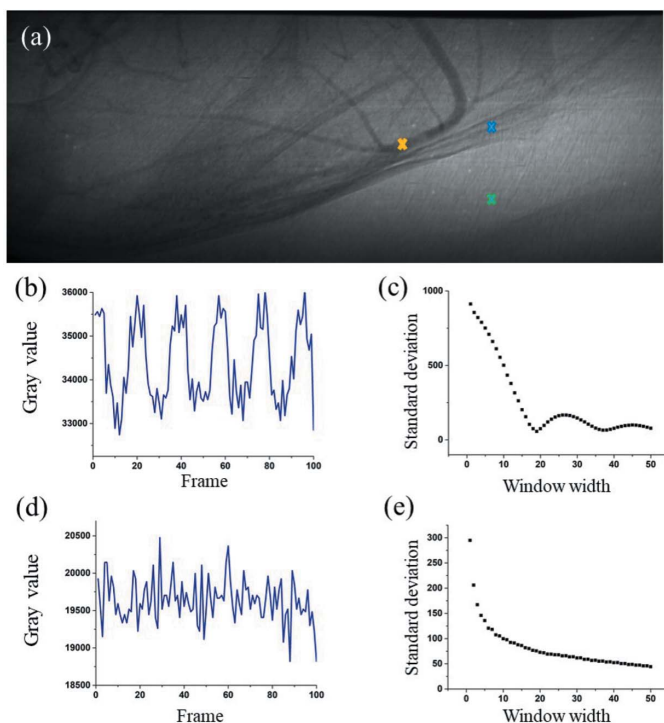 (a)
(b)
36000
35000
34000
33000
0 20 40 60 80 100
Gray value
Frame
(c)
1000
500
0
0 10 20 30 40 50
Standard deviation
Window width
(d)
20500
20000
19500
19000
18500
0 20 40 60 80 100
Gray value
Frame
(e)
300
250
200
150
100
50
0
0 10 20 30 40 50
Standard deviation
Window width